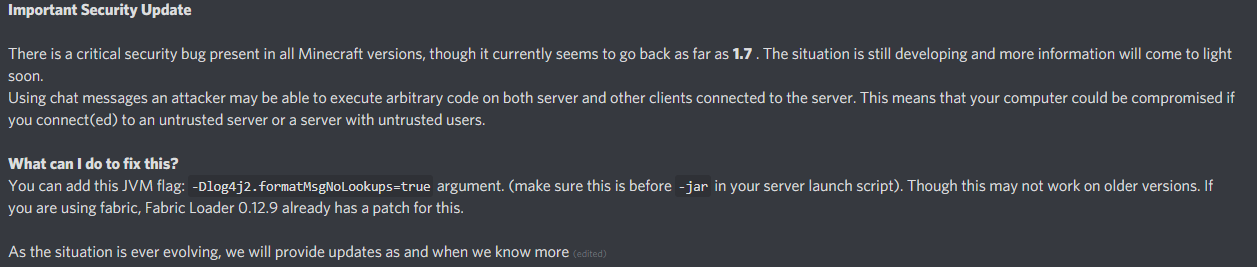 Important Security Update
There is a critical security bug present in all Minecraft versions, though it currently seems to go back as far as 1.7 . The situation is still developing and more information will come to light
soon.
Using chat messages an attacker may be able to execute arbitrary code on both server and other clients connected to the server. This means that your computer could be compromised if
you connect(ed) to an untrusted server or a server with untrusted users.
What can I do to fix this?
You can add this JVM flag: -Dlog4j2.formatMsgNoLookups=true argument. (make sure this is before -jar in your server launch script). Though this may not work on older versions. If
you are using fabric, Fabric Loader 0.12.9 already has a patch for this.
As the situation is ever evolving, we will provide updates as and when we know more (edited)